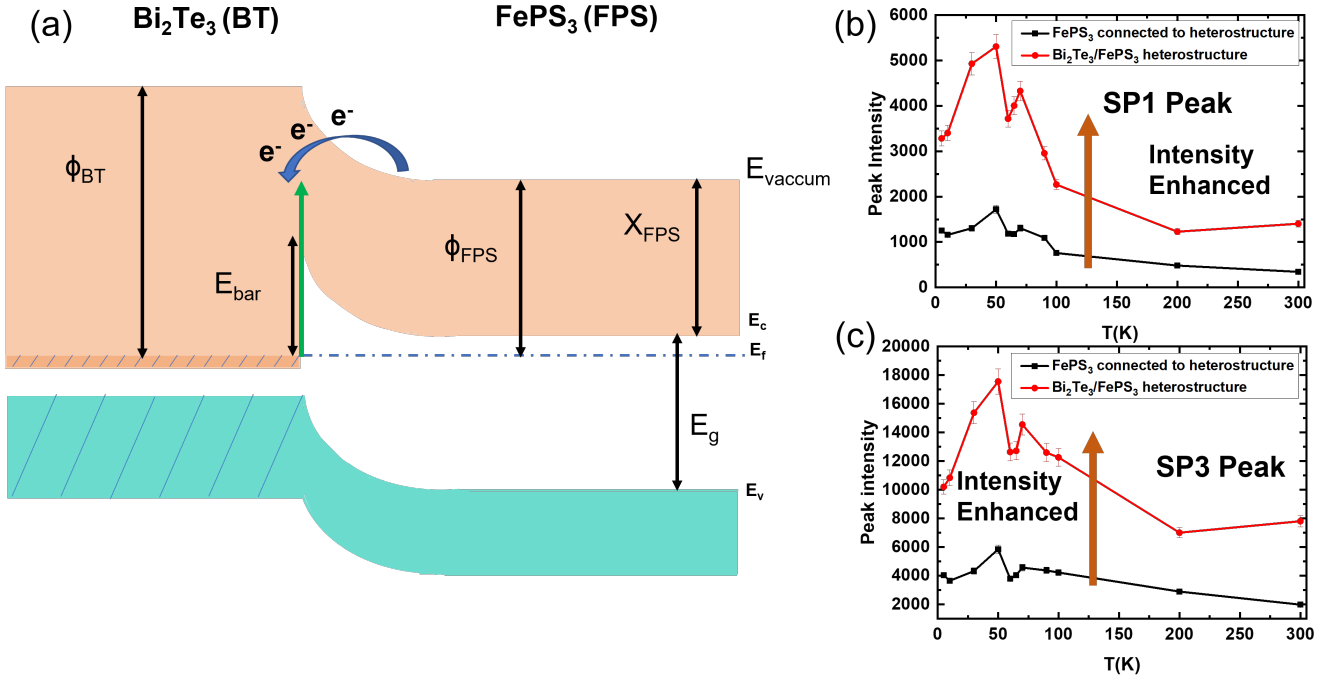 (a)
Bi₂Te₃ (BT)
FePS₃ (FPS)
e⁻
e⁻
e⁻
ϕBT
Evaccum
XFPS
ϕFPS
Ebar
Ec
Ef
Eg
Ev
(b)
6000
5000
4000
3000
2000
1000
0
Peak Intensity
FePS₃ connected to heterostructure
Bi₂Te₃/FePS₃ heterostructure
SP1 Peak
Intensity
Enhanced
0 50 100 150 200 250 300
T(K)
(c)
20000
18000
16000
14000
12000
10000
8000
6000
4000
2000
Peak intensity
FePS₃ connected to heterostructure
Bi₂Te₃/FePS₃ heterostructure
SP3 Peak
Intensity
Enhanced
0 50 100 150 200 250 300
T(K)